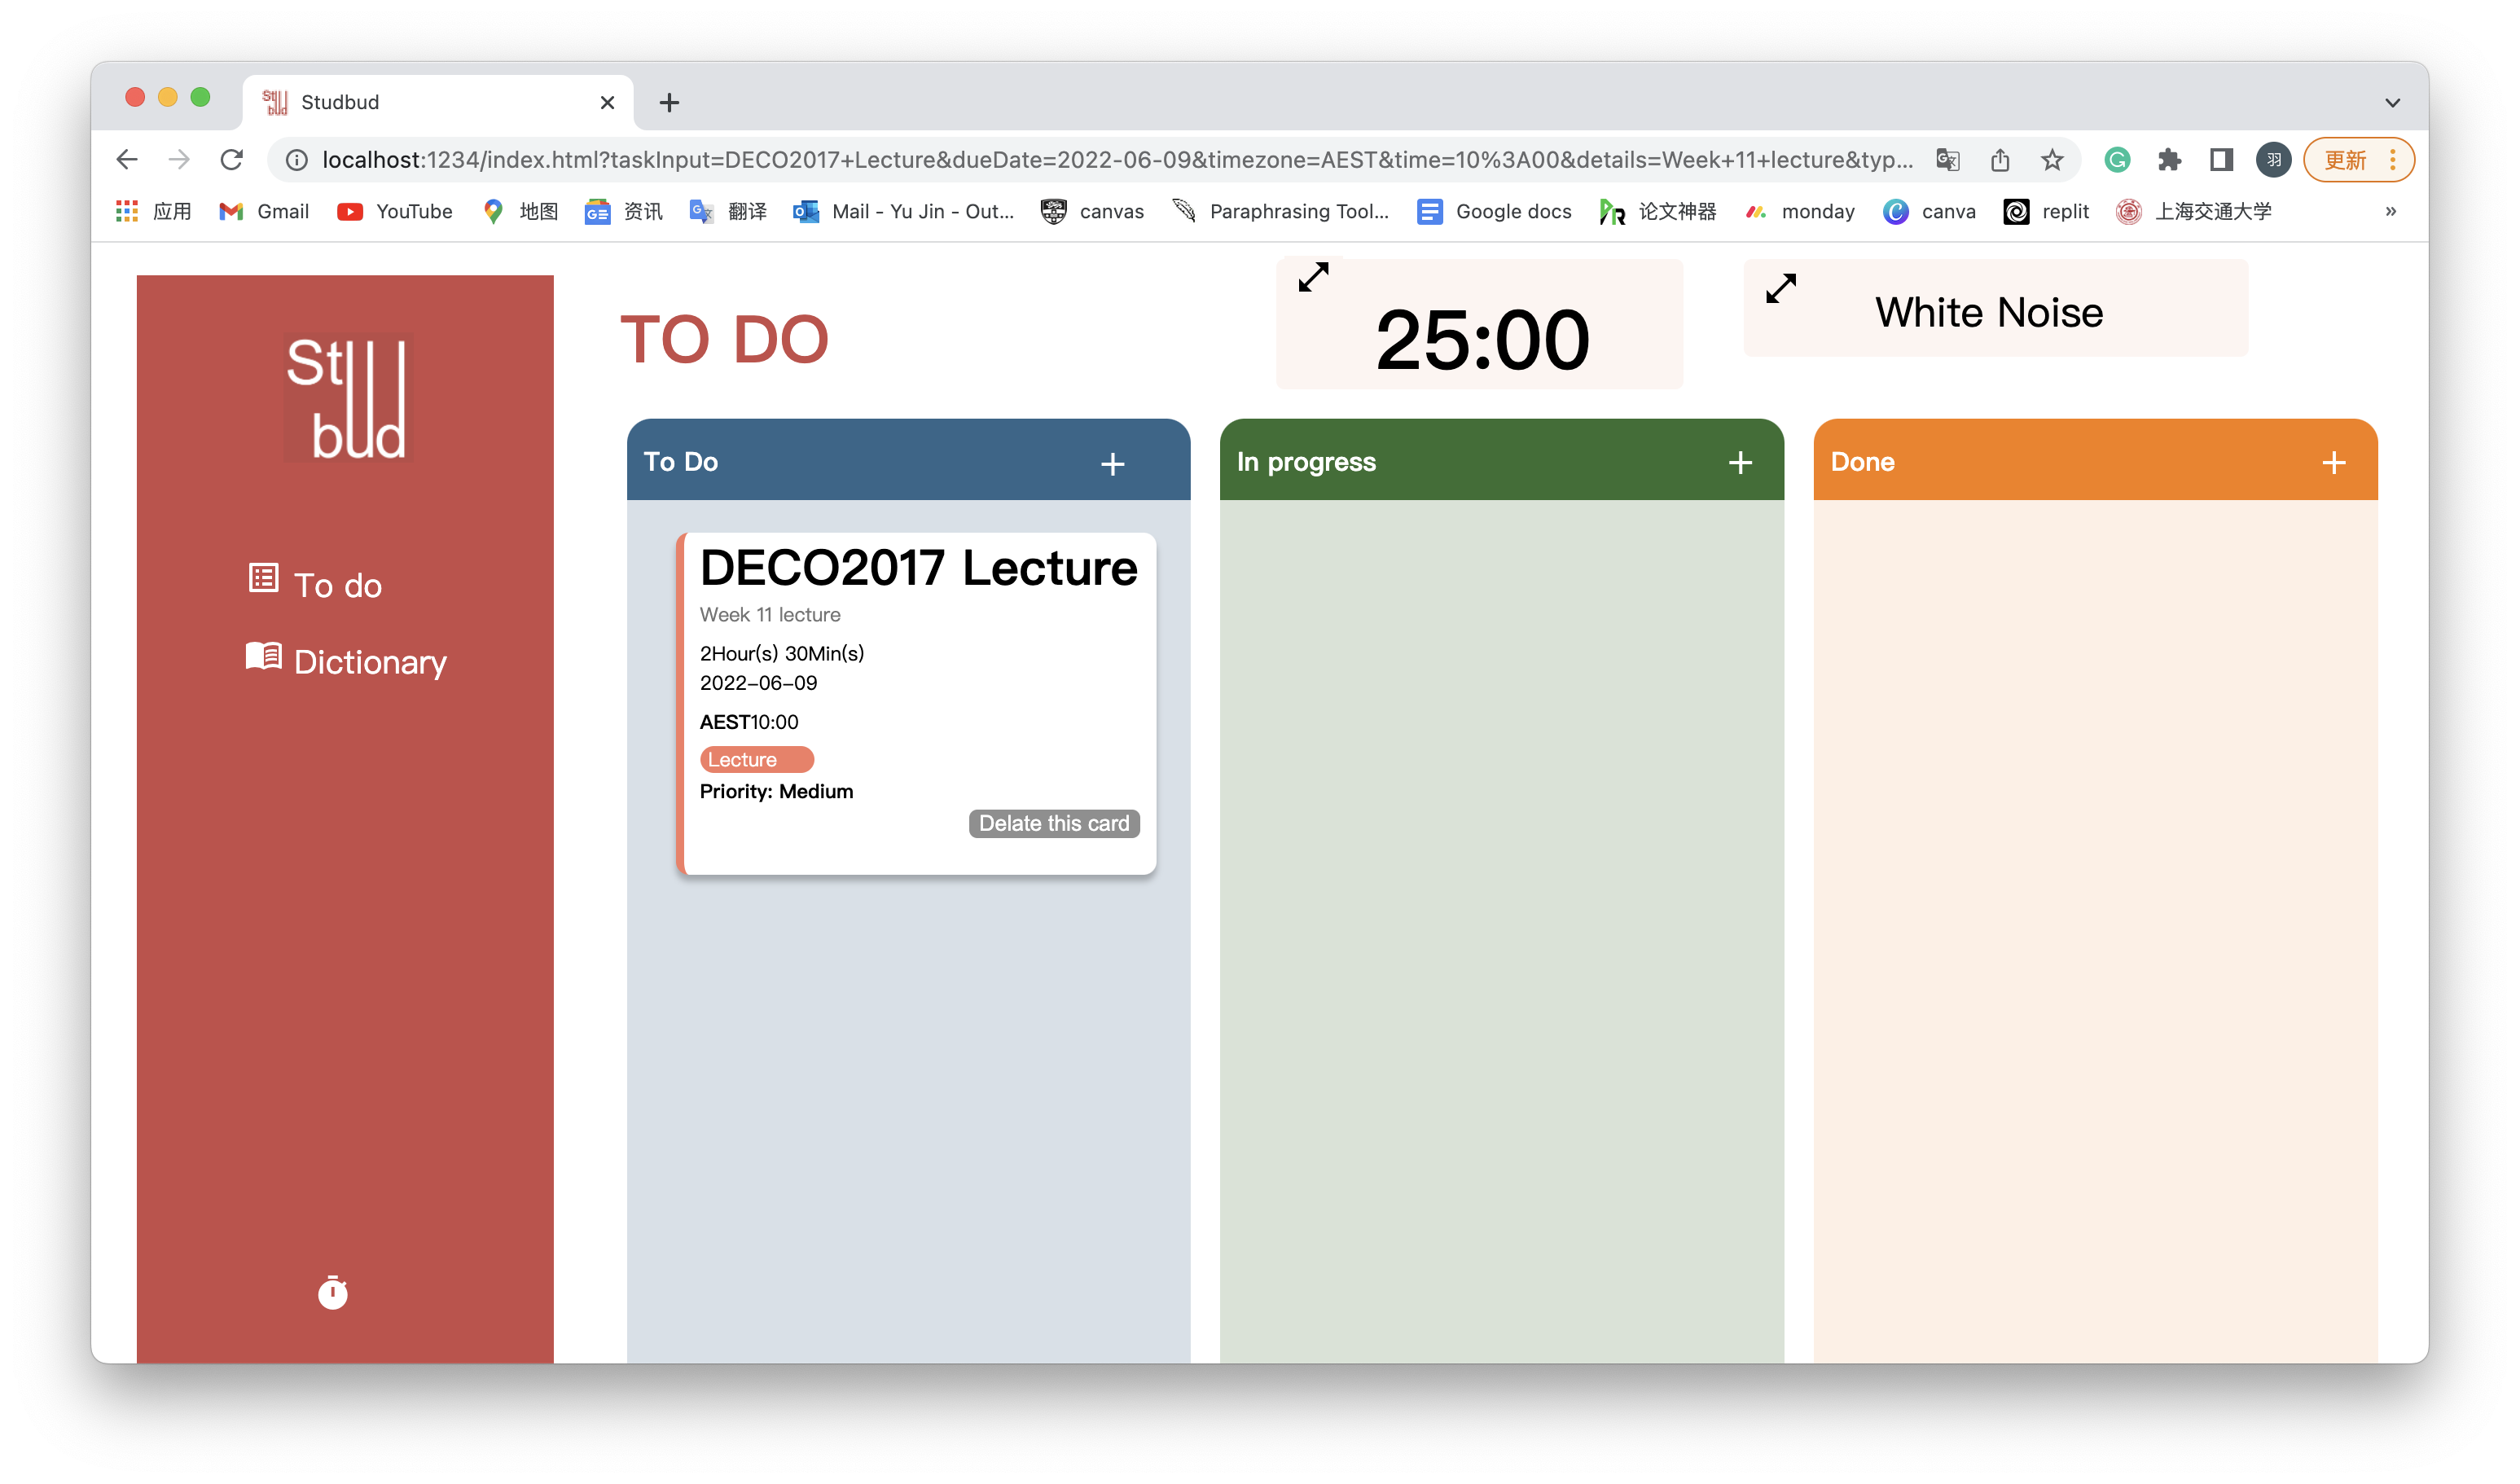 Studbud
localhost:1234/index.html?taskInput=DECO2017+Lecture&dueDate=2022-06-09&timezone=AEST&time=10%3A00&details=Week+11+lecture&typ...
羽
更新
应用
Gmail
YouTube
地图
资讯
翻译
Mail - Yu Jin - Out...
canvas
Paraphrasing Tool...
Google docs
论文神器
monday
canva
replit
上海交通大学
»
Stud
bud
To do
Dictionary
TO DO
25:00
White Noise
To Do
In progress
Done
DECO2017 Lecture
Week 11 lecture
2Hour(s) 30Min(s)
2022-06-09
AEST10:00
Lecture
Priority: Medium
Delate this card